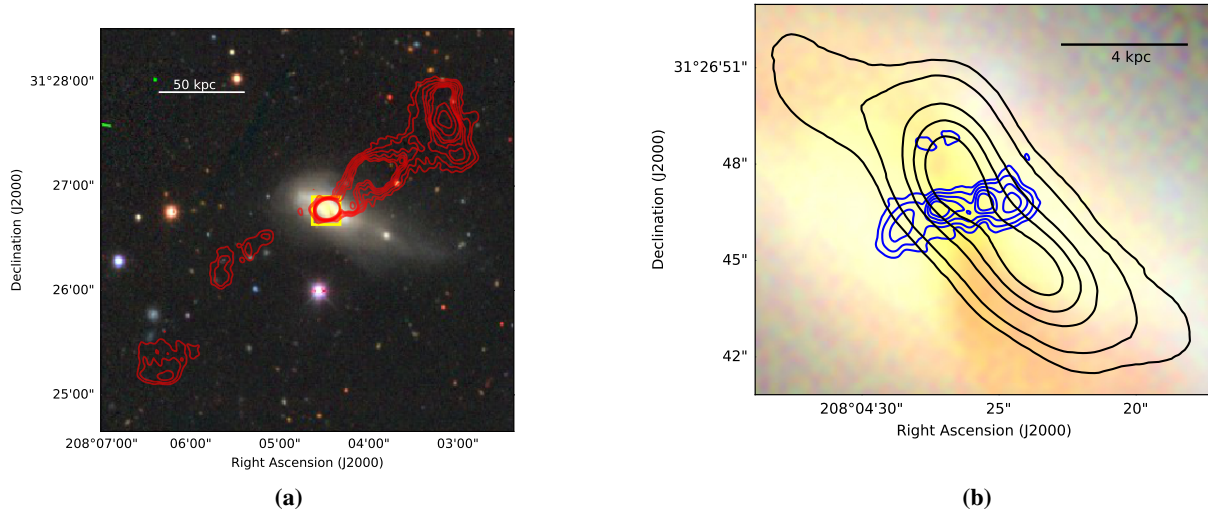 31°28'00"
27'00"
26'00"
25'00"
Declination (J2000)
50 kpc
208°07'00"
06'00"
05'00"
04'00"
03'00"
Right Ascension (J2000)
(a)
31°26'51"
48"
45"
42"
Declination (J2000)
4 kpc
208°04'30"
25"
20"
Right Ascension (J2000)
(b)